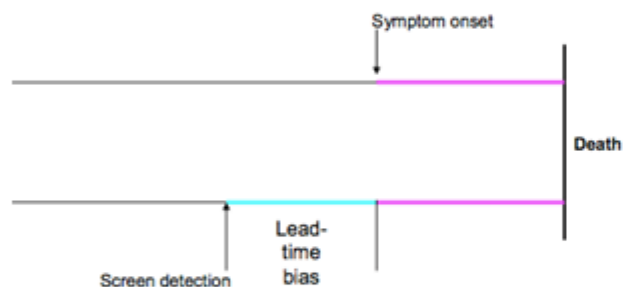 Symptom onset
Death
Lead-
time
bias
Screen detection